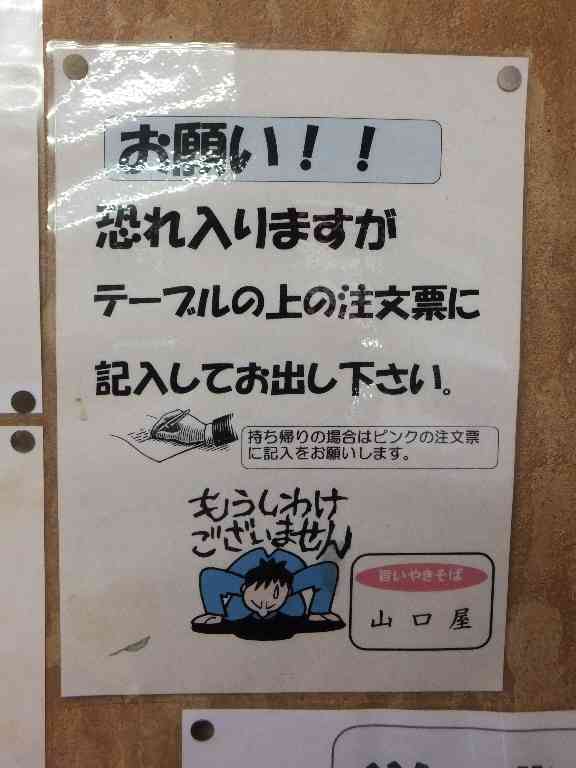 お願い！！
恐れ入りますが
テーブルの上の注文票に
記入してお出し下さい。
持ち帰りの場合はピンクの注文票
に記入をお願いします。
もうしわけ
ございません
旨いやきそば
山口屋